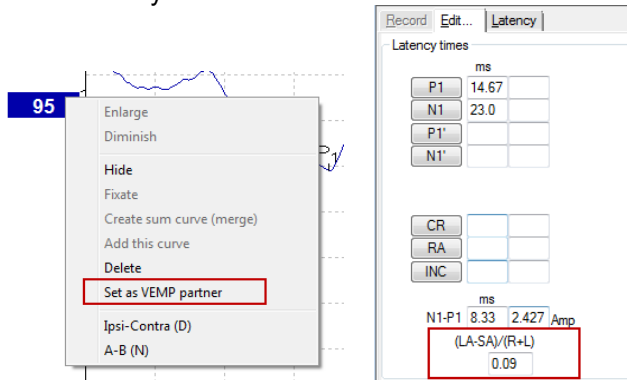 95
Enlarge
Diminish
Hide
Fixate
Create sum curve (merge)
Add this curve
Delete
Set as VEMP partner
Ipsi-Contra (D)
A-B (N)
P1
Record Edit... Latency
Latency times
ms
P1 14.67
N1 23.0
P1'
N1'
CR
RA
INC
ms
N1-P1 8.33 2.427 Amp
(LA-SA)/(R+L)
0.09